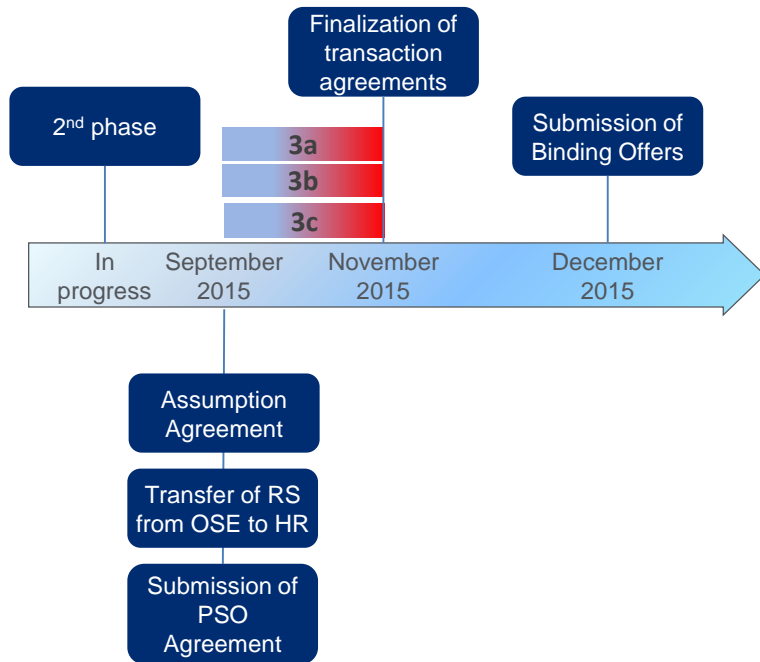 Finalization of
transaction
agreements
2nd phase
Submission of
Binding Offers
3a
3b
3c
In
progress
September
2015
November
2015
December
2015
Assumption
Agreement
Transfer of RS
from OSE to HR
Submission of
PSO
Agreement